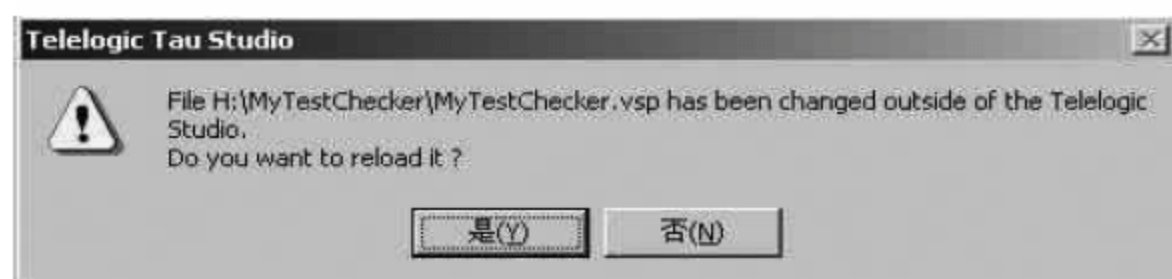 Telelogic Tau Studio
File H:\MyTestChecker\MyTestChecker.vsp has been changed outside of the Telelogic
Studio.
Do you want to reload it ?
是(Y) 否(N)